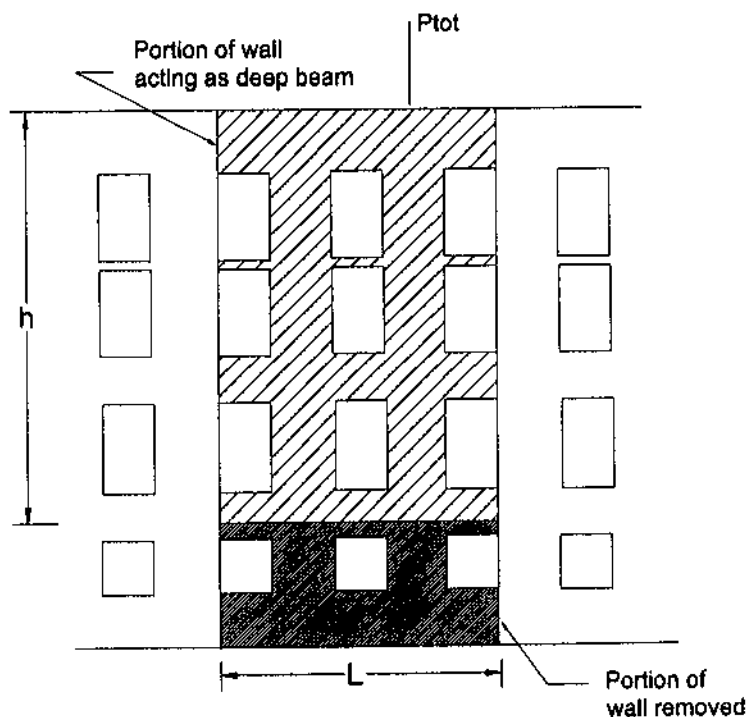 Ptot
Portion of wall
acting as deep beam
h
L
Portion of
wall removed